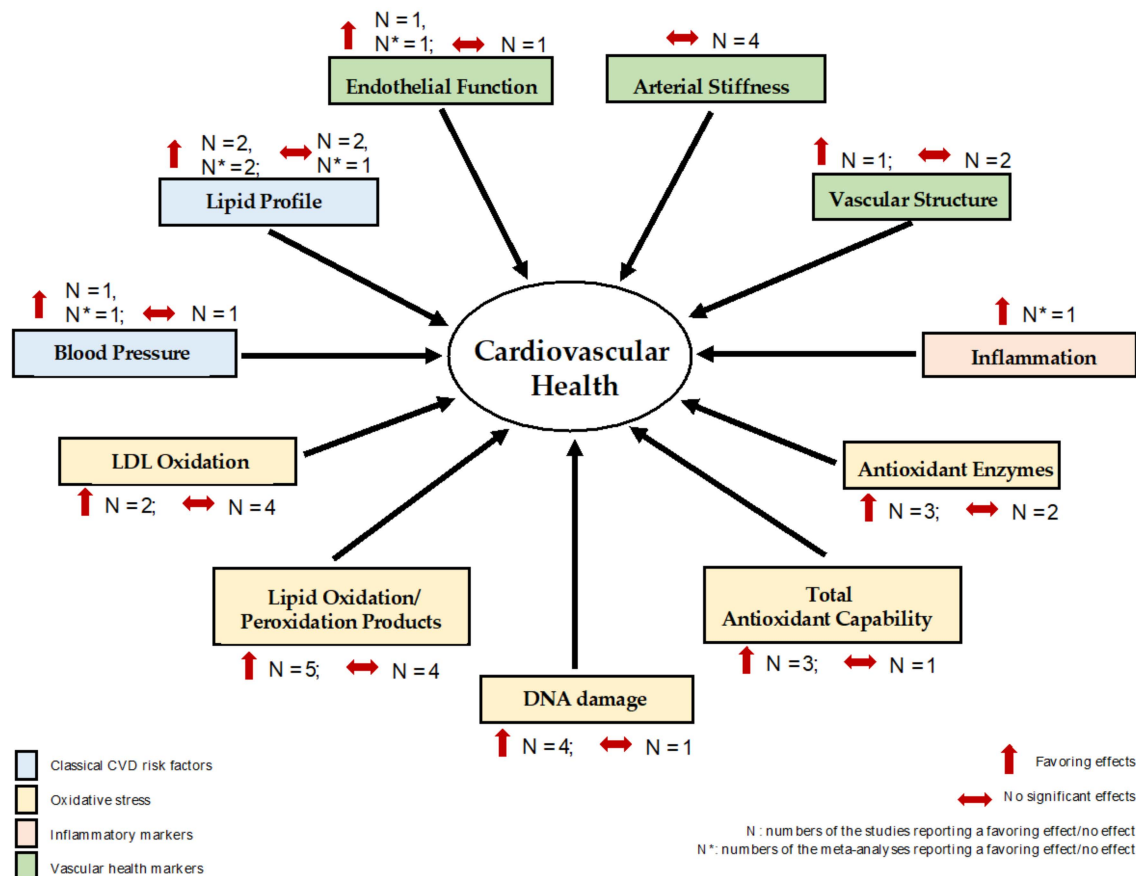 N = 1,
N* = 1; N = 1
Endothelial Function
N = 4
Arterial Stiffness
N = 2, N = 2,
N* = 2; N* = 1
Lipid Profile
N = 1; N = 2
Vascular Structure
N = 1,
N* = 1; N = 1
Blood Pressure
N* = 1
Inflammation
Cardiovascular
Health
LDL Oxidation
N = 2; N = 4
Antioxidant Enzymes
N = 3; N = 2
Lipid Oxidation/
Peroxidation Products
N = 5; N = 4
Total
Antioxidant Capability
N = 3; N = 1
DNA damage
N = 4; N = 1
Classical CVD risk factors
Oxidative stress
Inflammatory markers
Vascular health markers
Favoring effects
No significant effects
N : numbers of the studies reporting a favoring effect/no effect
N*: numbers of the meta-analyses reporting a favoring effect/no effect